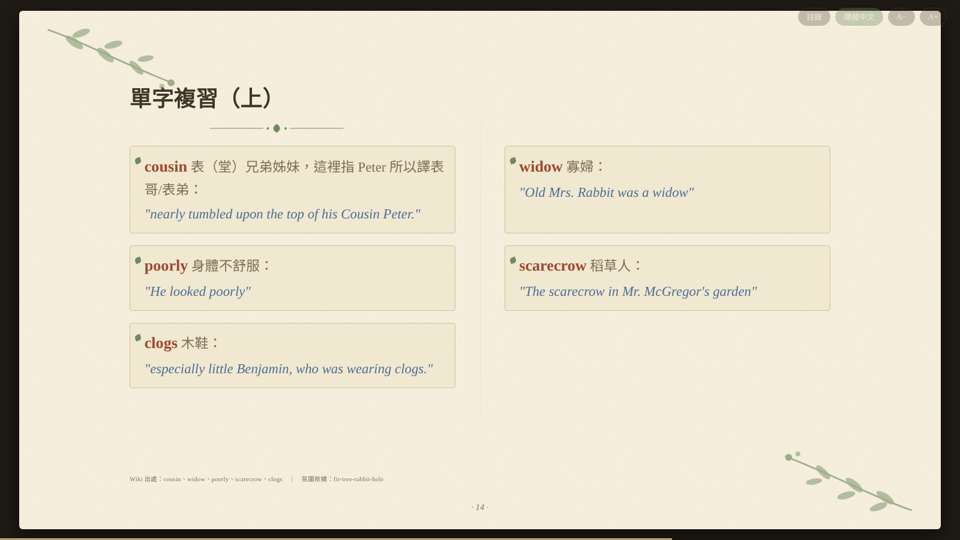 目錄
隱藏中文
A−
A+
單字複習（上）
cousin 表（堂）兄弟姊妹，這裡指 Peter 所以譯表
哥/表弟：
"nearly tumbled upon the top of his Cousin Peter."
widow 寡婦：
"Old Mrs. Rabbit was a widow"
poorly 身體不舒服：
"He looked poorly"
scarecrow 稻草人：
"The scarecrow in Mr. McGregor's garden"
clogs 木鞋：
"especially little Benjamin, who was wearing clogs."
Wiki 出處：cousin、widow、poorly、scarecrow、clogs ｜ 氛圍依據：fir-tree-rabbit-hole
· 14 ·